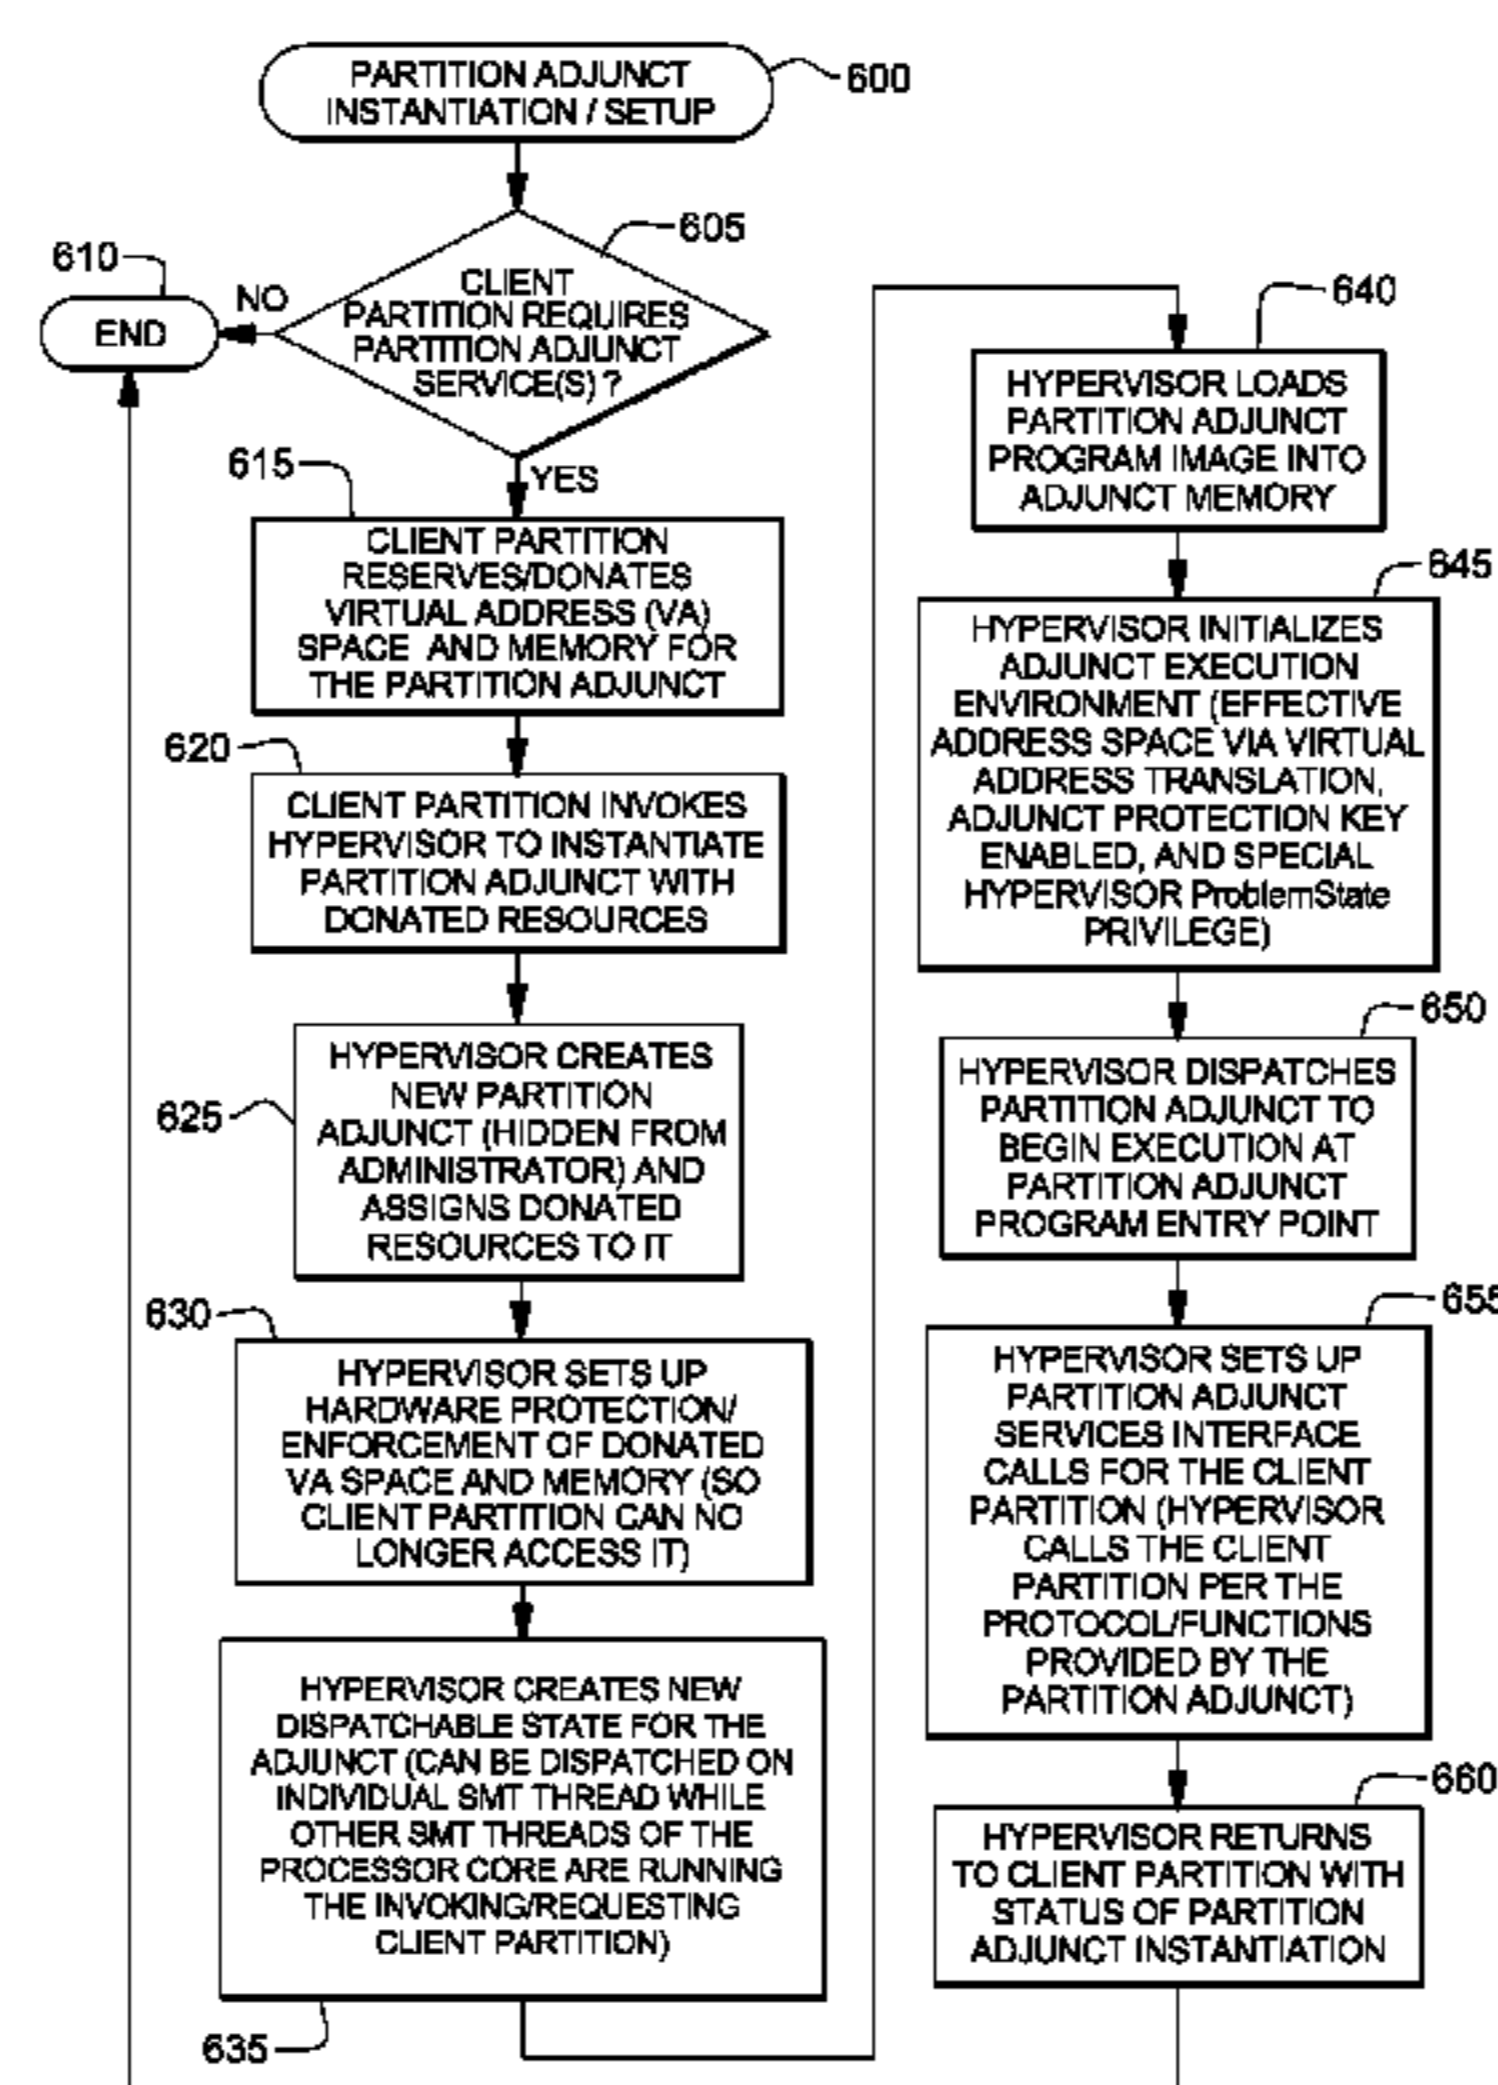 PARTITION ADJUNCT
INSTANTIATION / SETUP
600
605
CLIENT
PARTITION REQUIRES
PARTITION ADJUNCT
SERVICE(S) ?
NO
610
END
YES
615
CLIENT PARTITION
RESERVES/DONATES
VIRTUAL ADDRESS (VA)
SPACE AND MEMORY FOR
THE PARTITION ADJUNCT
620
CLIENT PARTITION INVOKES
HYPERVISOR TO INSTANTIATE
PARTITION ADJUNCT WITH
DONATED RESOURCES
625
HYPERVISOR CREATES
NEW PARTITION
ADJUNCT (HIDDEN FROM
ADMINISTRATOR) AND
ASSIGNS DONATED
RESOURCES TO IT
630
HYPERVISOR SETS UP
HARDWARE PROTECTION/
ENFORCEMENT OF DONATED
VA SPACE AND MEMORY (SO
CLIENT PARTITION CAN NO
LONGER ACCESS IT)
HYPERVISOR CREATES NEW
DISPATCHABLE STATE FOR THE
ADJUNCT (CAN BE DISPATCHED ON
INDIVIDUAL SMT THREAD WHILE
OTHER SMT THREADS OF THE
PROCESSOR CORE ARE RUNNING
THE INVOKING/REQUESTING
CLIENT PARTITION)
635
640
HYPERVISOR LOADS
PARTITION ADJUNCT
PROGRAM IMAGE INTO
ADJUNCT MEMORY
645
HYPERVISOR INITIALIZES
ADJUNCT EXECUTION
ENVIRONMENT (EFFECTIVE
ADDRESS SPACE VIA VIRTUAL
ADDRESS TRANSLATION,
ADJUNCT PROTECTION KEY
ENABLED, AND SPECIAL
HYPERVISOR ProblemState
PRIVILEGE)
650
HYPERVISOR DISPATCHES
PARTITION ADJUNCT TO
BEGIN EXECUTION AT
PARTITION ADJUNCT
PROGRAM ENTRY POINT
655
HYPERVISOR SETS UP
PARTITION ADJUNCT
SERVICES INTERFACE
CALLS FOR THE CLIENT
PARTITION (HYPERVISOR
CALLS THE CLIENT
PARTITION PER THE
PROTOCOL/FUNCTIONS
PROVIDED BY THE
PARTITION ADJUNCT)
660
HYPERVISOR RETURNS
TO CLIENT PARTITION WITH
STATUS OF PARTITION
ADJUNCT INSTANTIATION